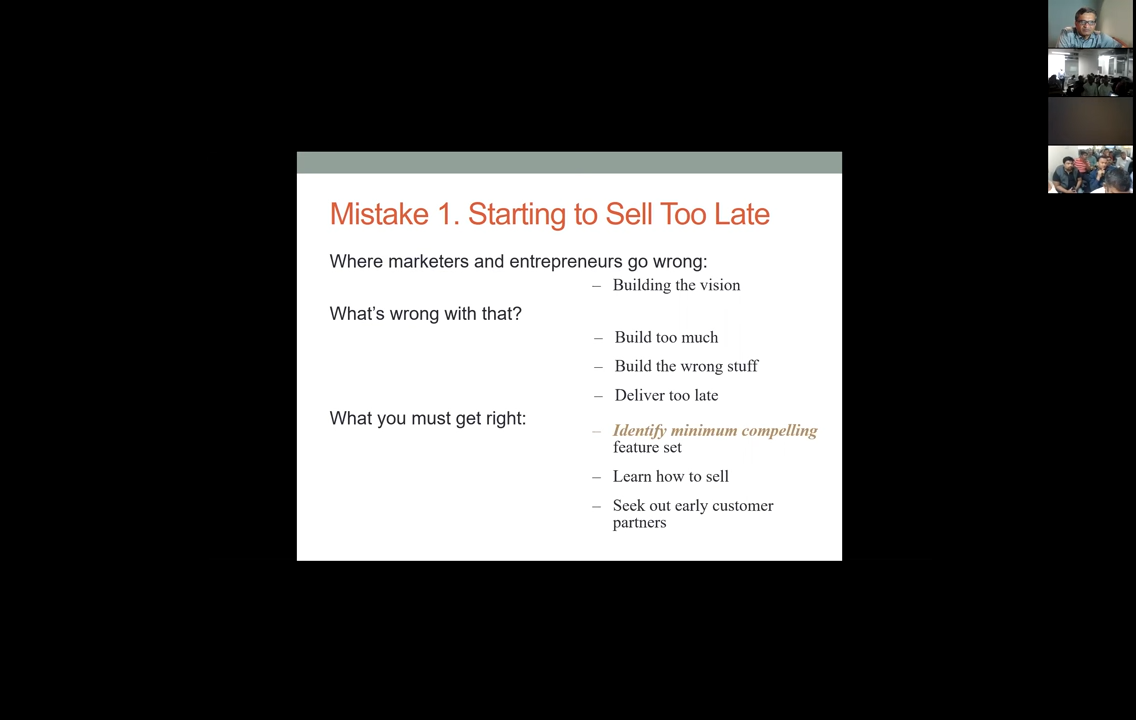 Mistake 1. Starting to Sell Too Late
Where marketers and entrepreneurs go wrong:
– Building the vision
What’s wrong with that?
– Build too much
– Build the wrong stuff
– Deliver too late
What you must get right:
– Identify minimum compelling
feature set
– Learn how to sell
– Seek out early customer
partners